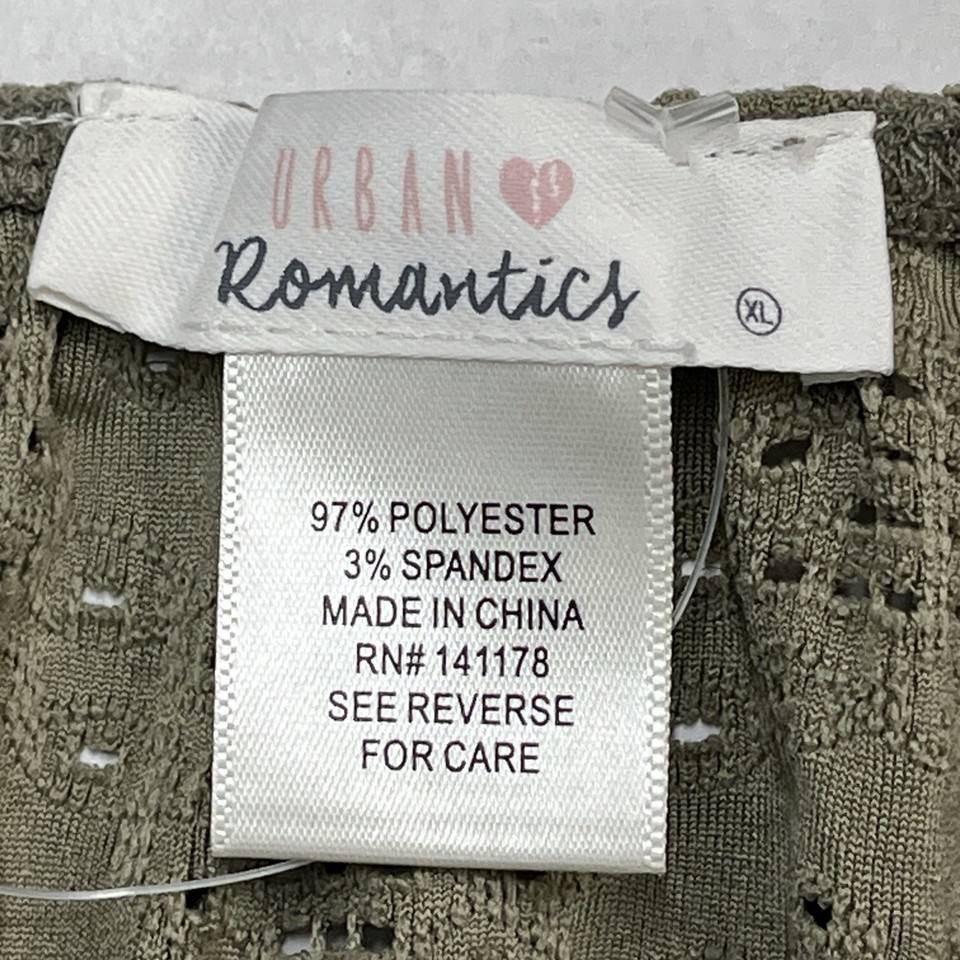 URBAN
Romantics
XL
97% POLYESTER
3% SPANDEX
MADE IN CHINA
RN# 141178
SEE REVERSE
FOR CARE